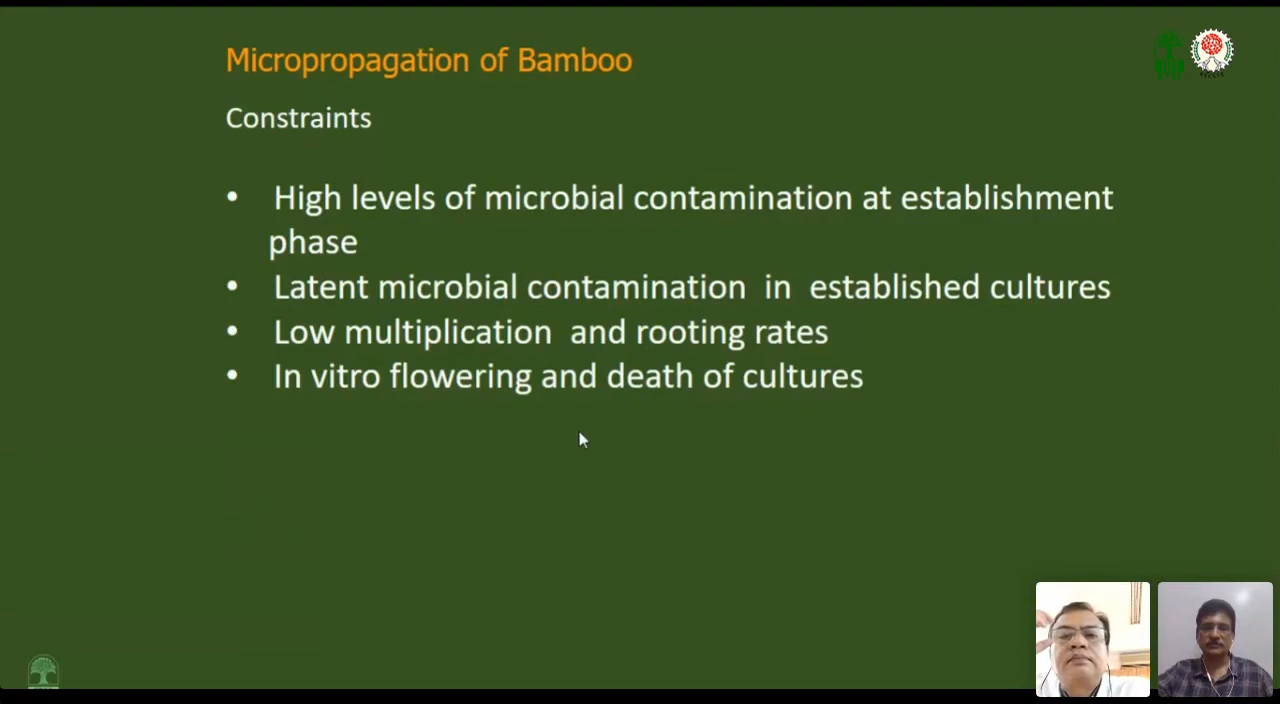 Micropropagation of Bamboo
Constraints
• High levels of microbial contamination at establishment
phase
• Latent microbial contamination in established cultures
• Low multiplication and rooting rates
• In vitro flowering and death of cultures